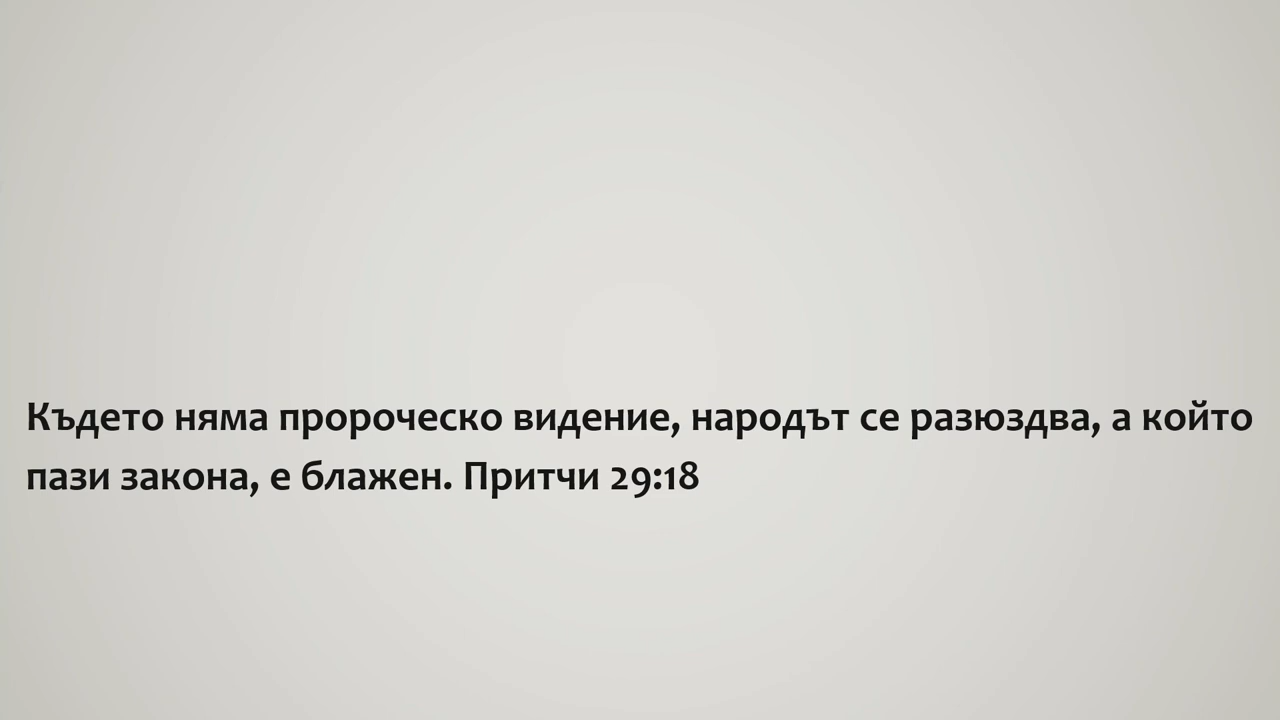 Където няма пророческо видение, народът се разюздва, а който
пази закона, е блажен. Притчи 29:18